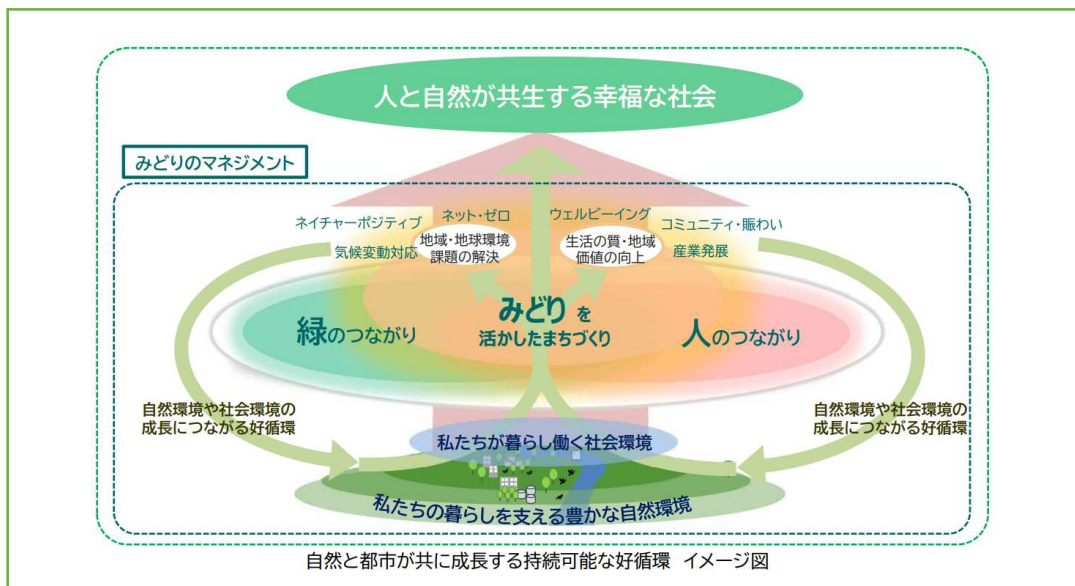 人と自然が共生する幸福な社会
みどりのマネジメント
ネイチャーポジティブ
ネット・ゼロ
ウェルビーイング
コミュニティ・賑わい
気候変動対応
地域・地球環境
課題の解決
生活の質・地域
価値の向上
産業発展
緑のつながり
みどりを
活かしたまちづくり
人のつながり
自然環境や社会環境の
成長につながる好循環
自然環境や社会環境の
成長につながる好循環
私たちが暮らし働く社会環境
私たちの暮らしを支える豊かな自然環境
自然と都市が共に成長する持続可能な好循環 イメージ図